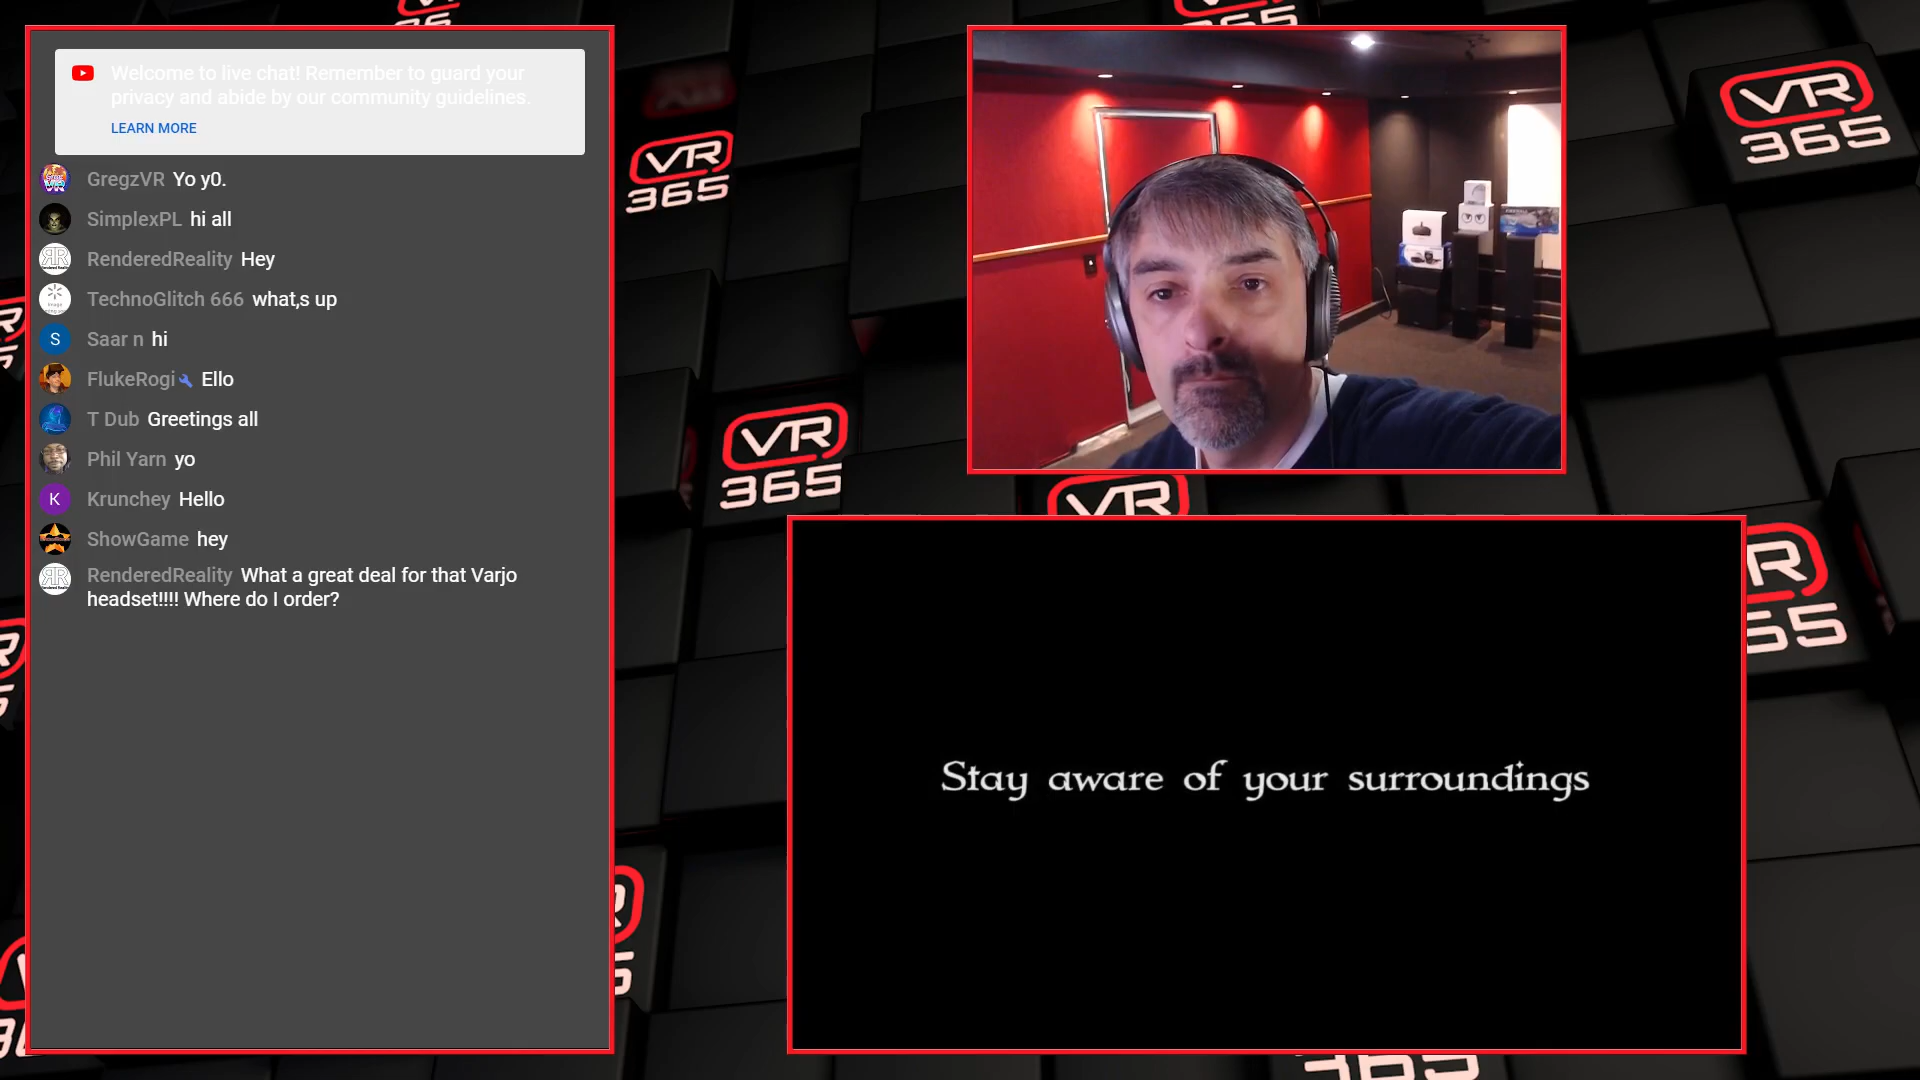 Welcome to live chat! Remember to guard your
privacy and abide by our community guidelines.
LEARN MORE
GregzVR Yo y0.
SimplexPL hi all
RenderedReality Hey
TechnoGlitch 666 what,s up
S Saar n hi
FlukeRogi Ello
T Dub Greetings all
Phil Yarn yo
K Krunchey Hello
ShowGame hey
RenderedReality What a great deal for that Varjo
headset!!!! Where do I order?
VR
365
VR
365
VR
365
VR
Stay aware of your surroundings